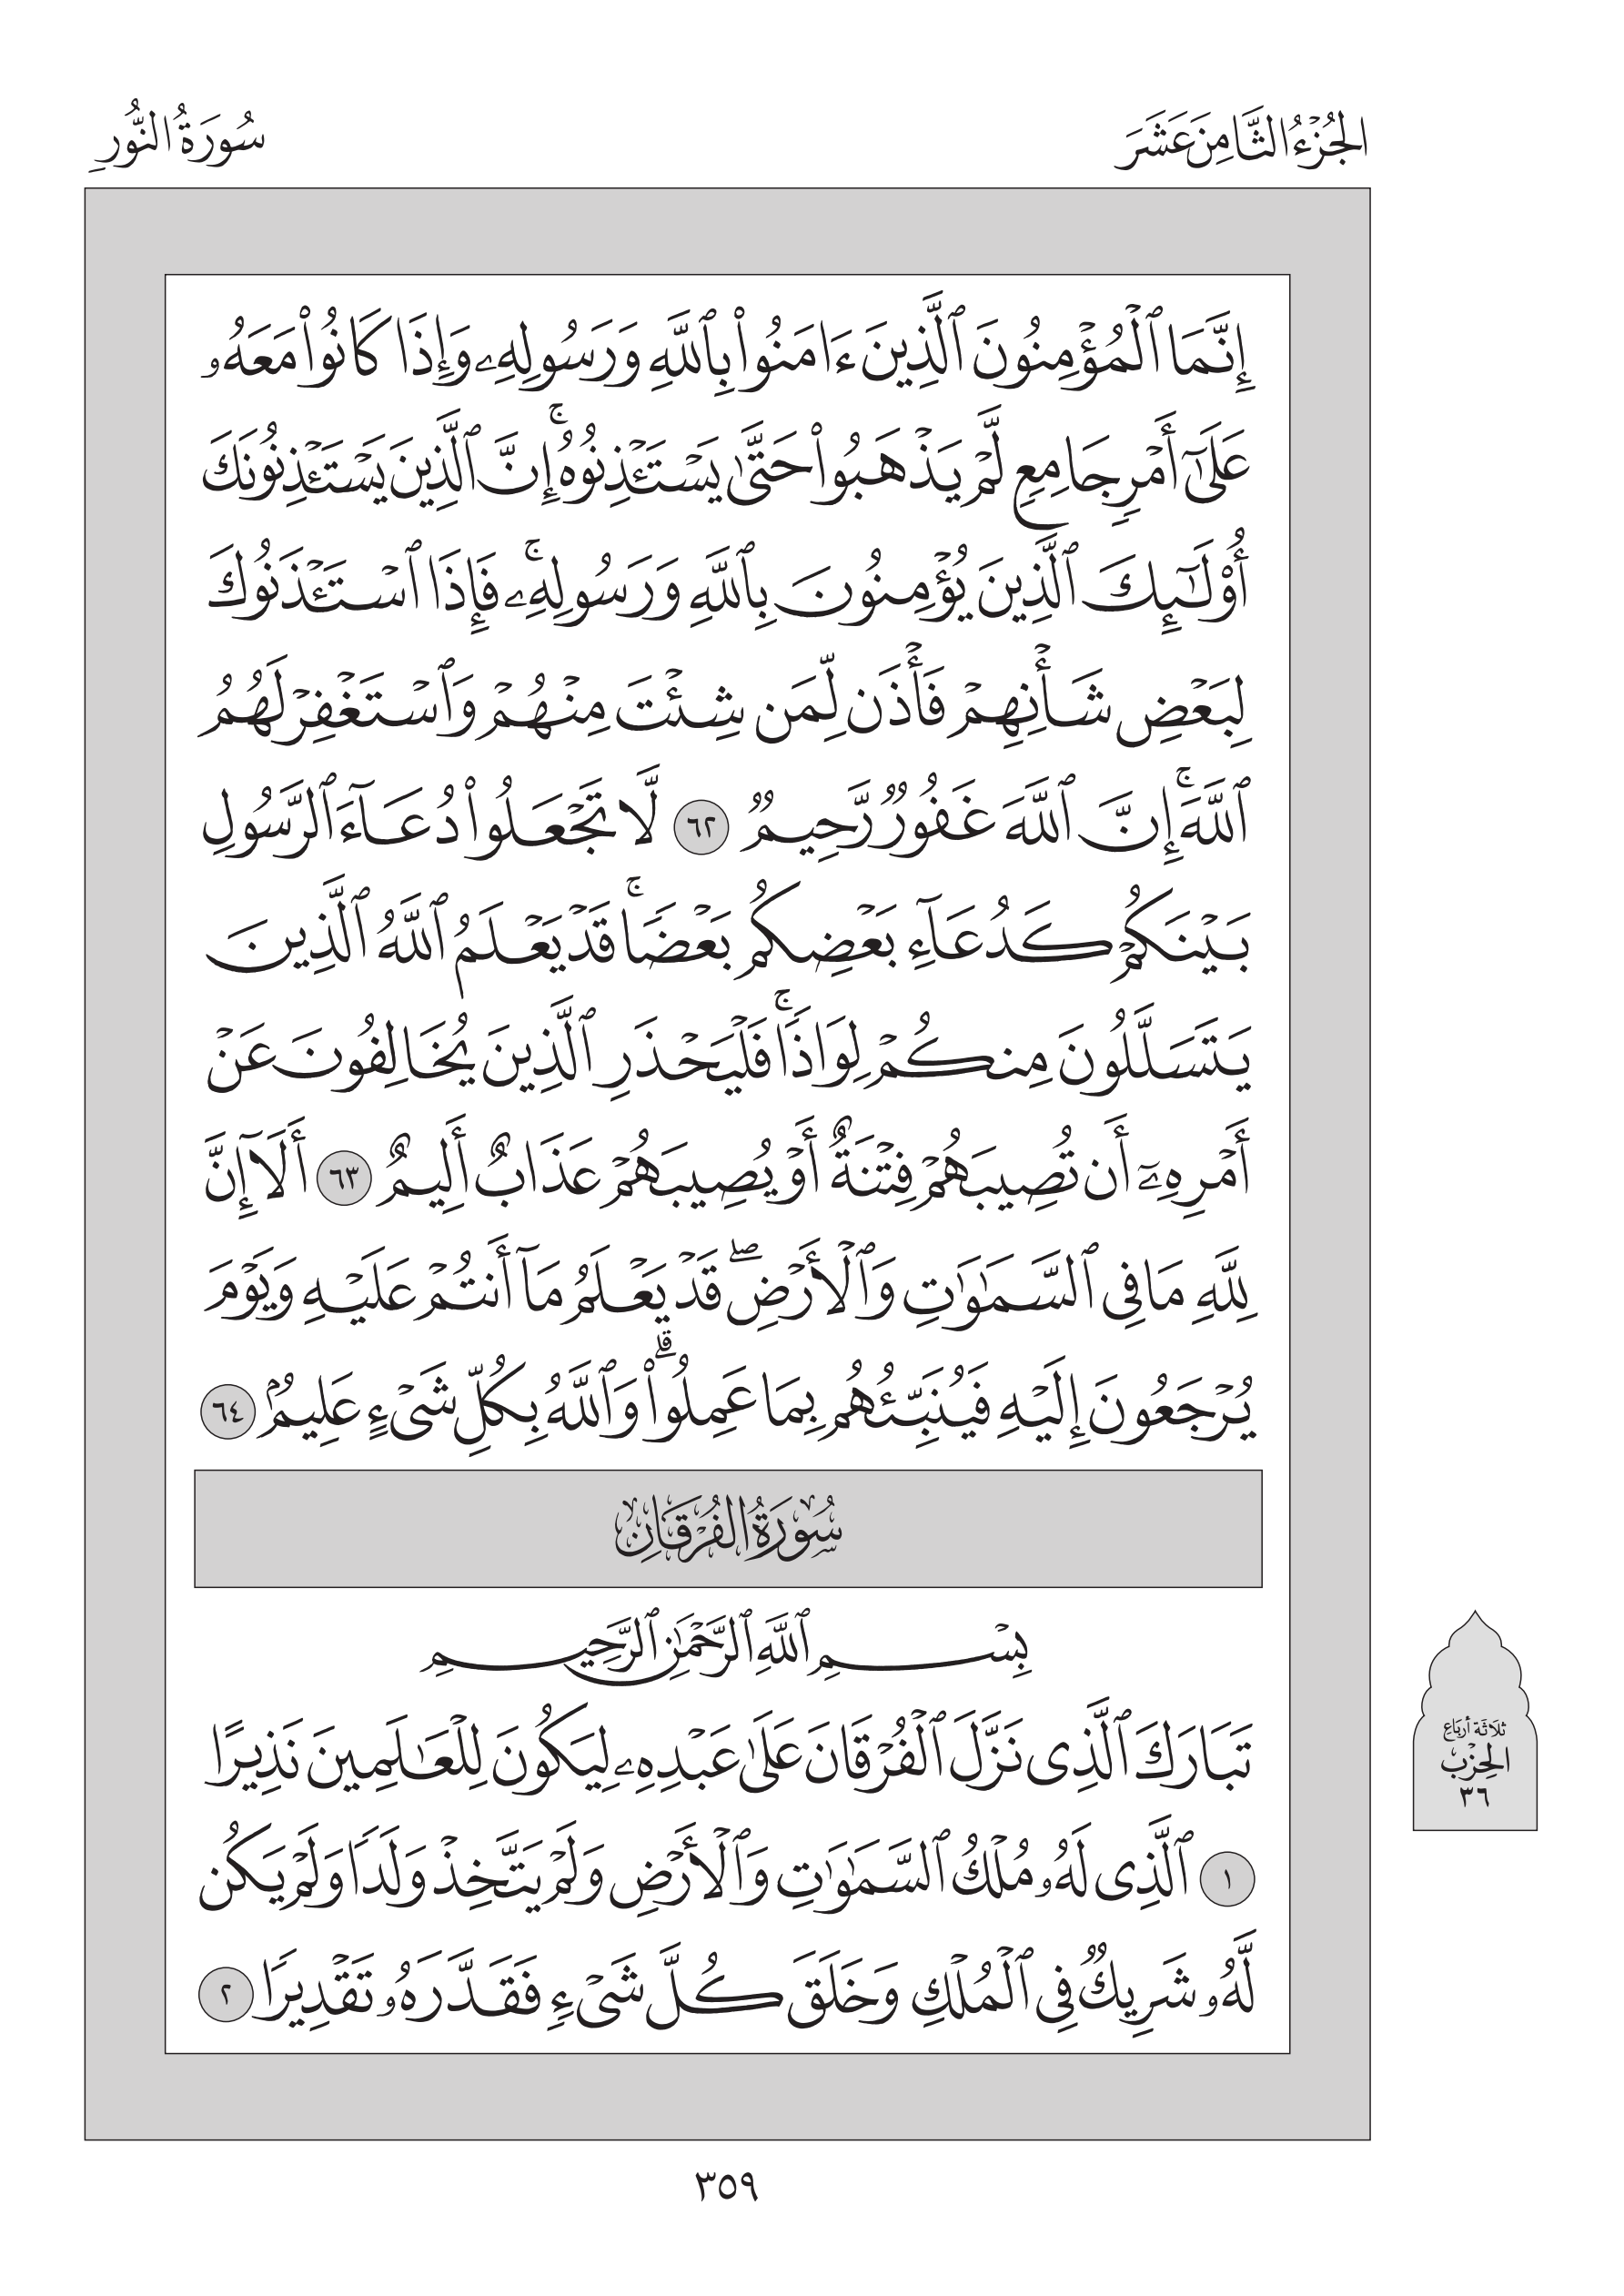 الجُزْءُ الثَّامِنَ عَشَرَ
سُورَةُ النُّورِ
إِنَّمَا ٱلْمُؤْمِنُونَ ٱلَّذِينَ ءَامَنُوا۟ بِٱللَّهِ وَرَسُولِهِۦ وَإِذَا كَانُوا۟ مَعَهُۥ
عَلَىٰٓ أَمْرٍ جَامِعٍ لَّمْ يَذْهَبُوا۟ حَتَّىٰ يَسْتَـْٔذِنُوهُ ۚ إِنَّ ٱلَّذِينَ يَسْتَـْٔذِنُونَكَ
أُو۟لَـٰٓئِكَ ٱلَّذِينَ يُؤْمِنُونَ بِٱللَّهِ وَرَسُولِهِۦ ۚ فَإِذَا ٱسْتَـْٔذَنُوكَ
لِبَعْضِ شَأْنِهِمْ فَأْذَن لِّمَن شِئْتَ مِنْهُمْ وَٱسْتَغْفِرْ لَهُمُ
ٱللَّهَ ۚ إِنَّ ٱللَّهَ غَفُورٌ رَّحِيمٌ ٦٢ لَّا تَجْعَلُوا۟ دُعَآءَ ٱلرَّسُولِ
بَيْنَكُمْ كَدُعَآءِ بَعْضِكُم بَعْضًا ۚ قَدْ يَعْلَمُ ٱللَّهُ ٱلَّذِينَ
يَتَسَلَّلُونَ مِنكُمْ لِوَاذًا ۚ فَلْيَحْذَرِ ٱلَّذِينَ يُخَالِفُونَ عَنْ
أَمْرِهِۦٓ أَن تُصِيبَهُمْ فِتْنَةٌ أَوْ يُصِيبَهُمْ عَذَابٌ أَلِيمٌ ٦٣ أَلَآ إِنَّ
لِلَّهِ مَا فِى ٱلسَّمَـٰوَٰتِ وَٱلْأَرْضِ ۖ قَدْ يَعْلَمُ مَآ أَنتُمْ عَلَيْهِ وَيَوْمَ
يُرْجَعُونَ إِلَيْهِ فَيُنَبِّئُهُم بِمَا عَمِلُوا۟ ۗ وَٱللَّهُ بِكُلِّ شَىْءٍ عَلِيمٌۢ ٦٤
سُورَةُ الفُرْقَانِ
بِسْمِ ٱللَّهِ ٱلرَّحْمَـٰنِ ٱلرَّحِيمِ
تَبَارَكَ ٱلَّذِى نَزَّلَ ٱلْفُرْقَانَ عَلَىٰ عَبْدِهِۦ لِيَكُونَ لِلْعَـٰلَمِينَ نَذِيرًا
١ ٱلَّذِى لَهُۥ مُلْكُ ٱلسَّمَـٰوَٰتِ وَٱلْأَرْضِ وَلَمْ يَتَّخِذْ وَلَدًا وَلَمْ يَكُن
لَّهُۥ شَرِيكٌ فِى ٱلْمُلْكِ وَخَلَقَ كُلَّ شَىْءٍ فَقَدَّرَهُۥ تَقْدِيرًا ٢
ثلاثة أرباع
الحِزْب
٣٦
٣٥٩